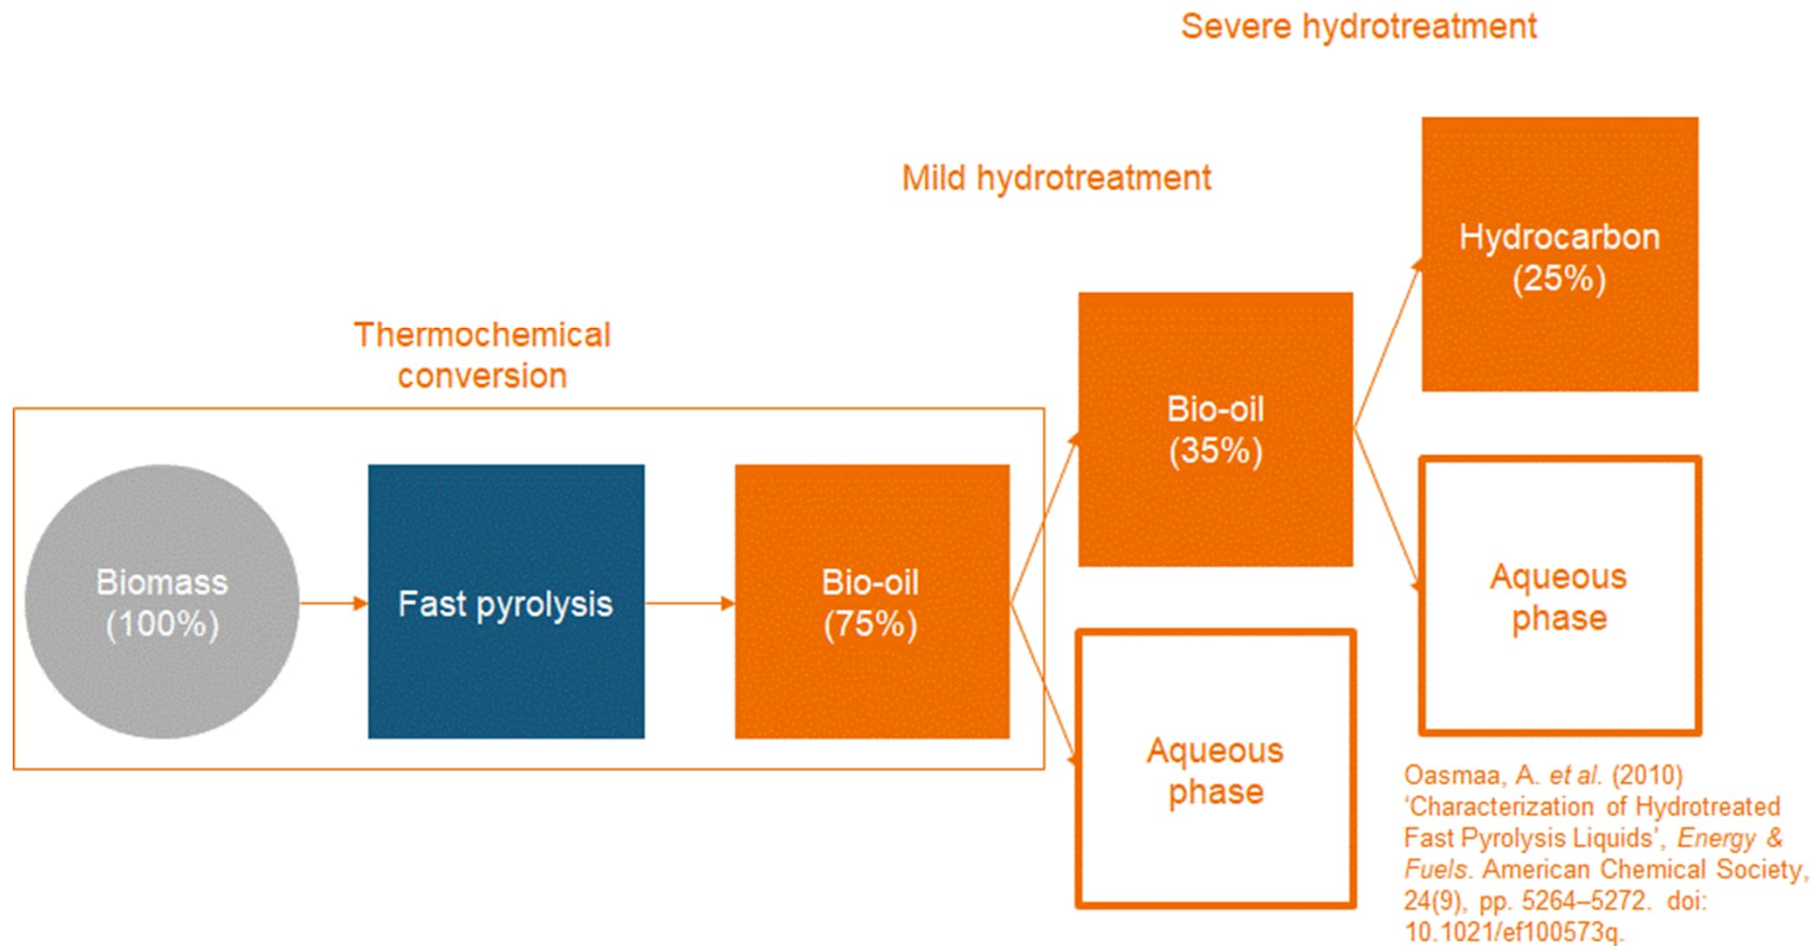 Severe hydrotreatment
Mild hydrotreatment
Hydrocarbon
(25%)
Thermochemical
conversion
Bio-oil
(35%)
Biomass
(100%)
Fast pyrolysis
Bio-oil
(75%)
Aqueous
phase
Aqueous
phase
Oasmaa, A. et al. (2010)
‘Characterization of Hydrotreated
Fast Pyrolysis Liquids’, Energy &
Fuels. American Chemical Society,
24(9), pp. 5264–5272. doi:
10.1021/ef100573q.